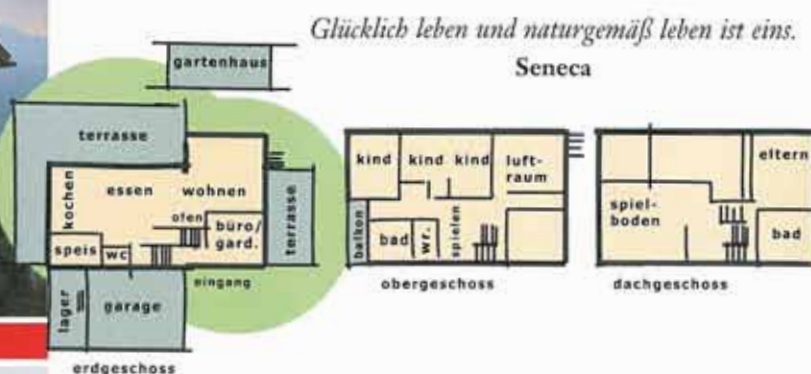 Glücklich leben und naturgemäß leben ist eins.
Seneca
gartenhaus
terrasse
kochen
essen
wohnen
ofen
büro/
gard.
terrasse
speis
wc
eingang
lager
garage
erdgeschoss
kind
kind
kind
luft-
raum
balkon
bad
wr.
spielen
obergeschoss
eltern
spiel-
boden
bad
dachgeschoss